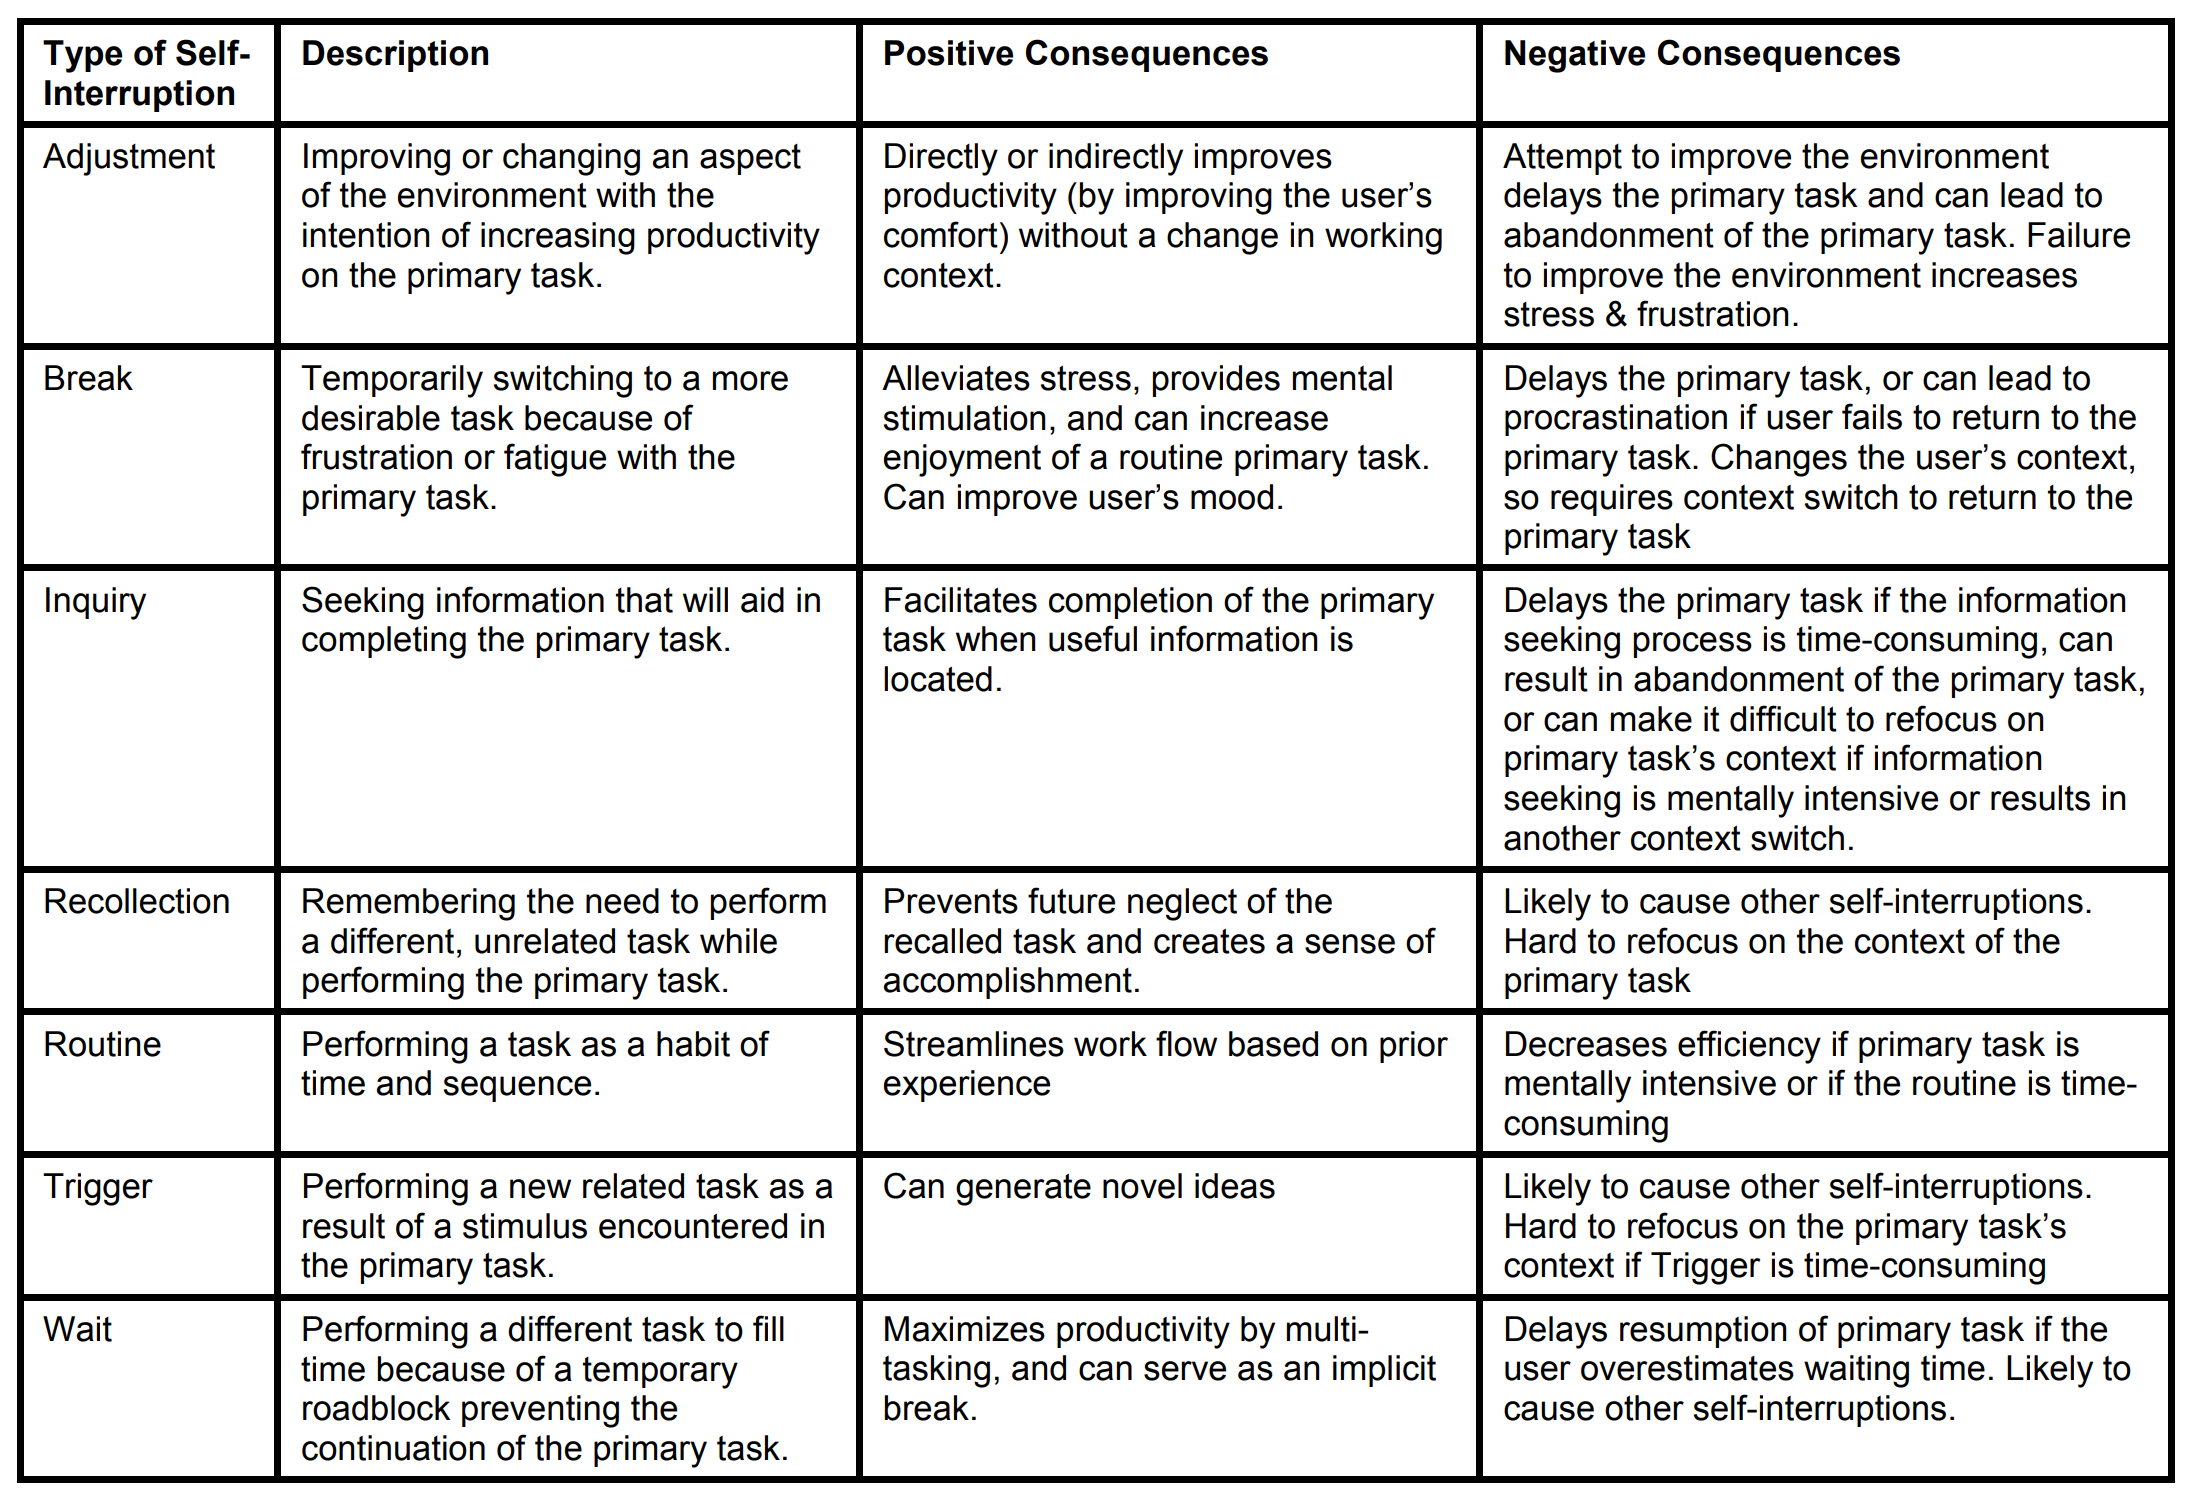 Type of Self-
Interruption
Description
Positive Consequences
Negative Consequences
Adjustment
Improving or changing an aspect
of the environment with the
intention of increasing productivity
on the primary task.
Directly or indirectly improves
productivity (by improving the user’s
comfort) without a change in working
context.
Attempt to improve the environment
delays the primary task and can lead to
abandonment of the primary task. Failure
to improve the environment increases
stress & frustration.
Break
Temporarily switching to a more
desirable task because of
frustration or fatigue with the
primary task.
Alleviates stress, provides mental
stimulation, and can increase
enjoyment of a routine primary task.
Can improve user’s mood.
Delays the primary task, or can lead to
procrastination if user fails to return to the
primary task. Changes the user’s context,
so requires context switch to return to the
primary task
Inquiry
Seeking information that will aid in
completing the primary task.
Facilitates completion of the primary
task when useful information is
located.
Delays the primary task if the information
seeking process is time-consuming, can
result in abandonment of the primary task,
or can make it difficult to refocus on
primary task’s context if information
seeking is mentally intensive or results in
another context switch.
Recollection
Remembering the need to perform
a different, unrelated task while
performing the primary task.
Prevents future neglect of the
recalled task and creates a sense of
accomplishment.
Likely to cause other self-interruptions.
Hard to refocus on the context of the
primary task
Routine
Performing a task as a habit of
time and sequence.
Streamlines work flow based on prior
experience
Decreases efficiency if primary task is
mentally intensive or if the routine is time-
consuming
Trigger
Performing a new related task as a
result of a stimulus encountered in
the primary task.
Can generate novel ideas
Likely to cause other self-interruptions.
Hard to refocus on the primary task’s
context if Trigger is time-consuming
Wait
Performing a different task to fill
time because of a temporary
roadblock preventing the
continuation of the primary task.
Maximizes productivity by multi-
tasking, and can serve as an implicit
break.
Delays resumption of primary task if the
user overestimates waiting time. Likely to
cause other self-interruptions.